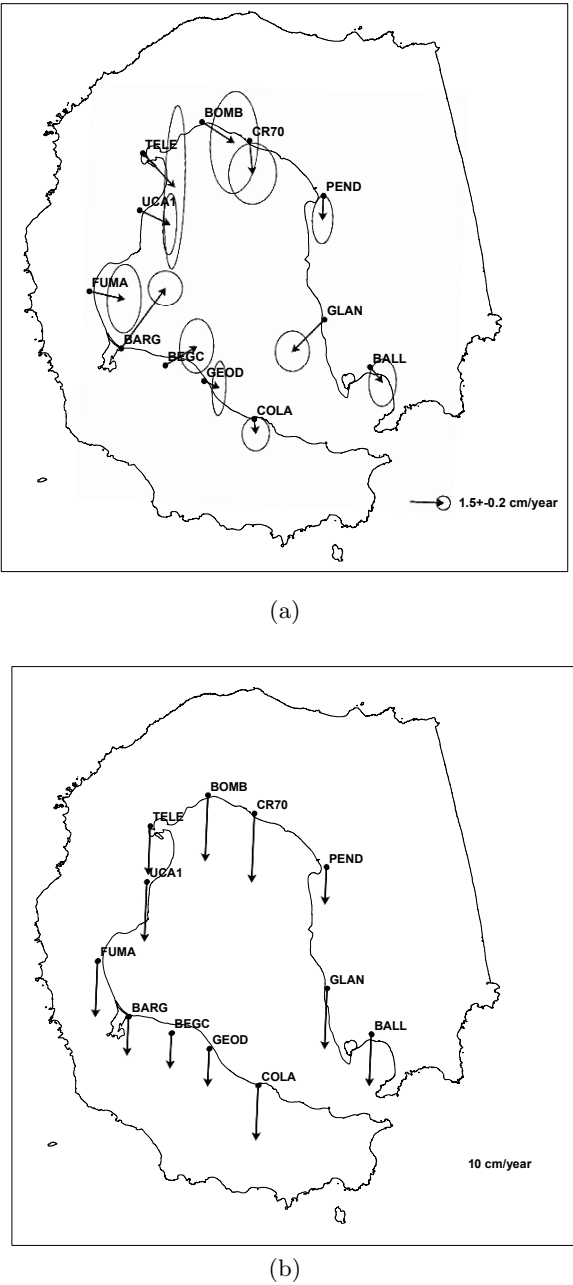 BOMB
CR70
TELE
PEND
UCA1
FUMA
GLAN
BARG
BEGC
BALL
GEOD
COLA
1.5+-0.2 cm/year
(a)
BOMB
CR70
TELE
PEND
UCA1
FUMA
GLAN
BARG
BEGC
BALL
GEOD
COLA
10 cm/year
(b)